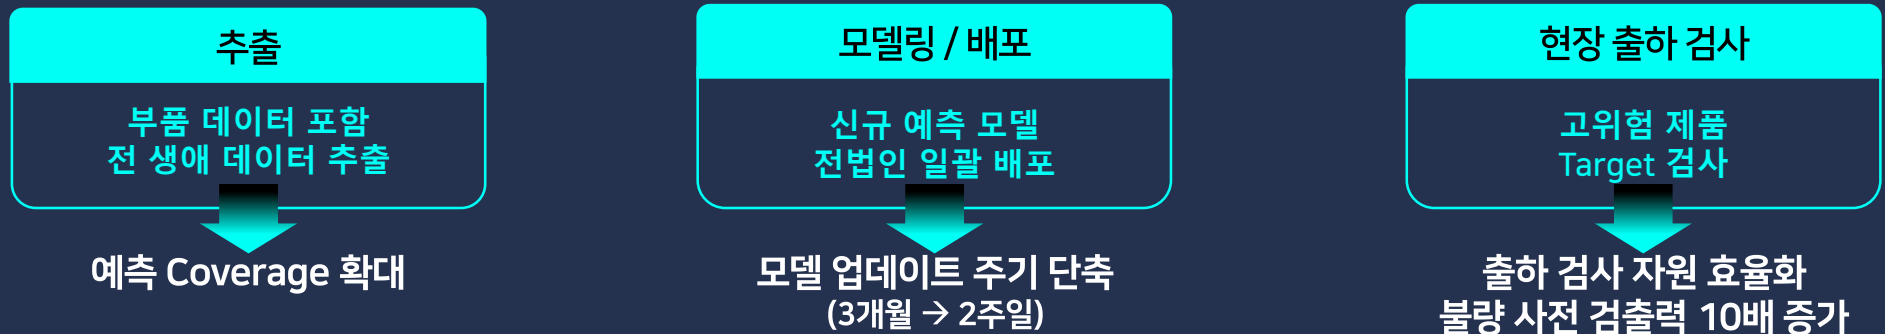 추출
부품 데이터 포함
전 생애 데이터 추출
예측 Coverage 확대
모델링 / 배포
신규 예측 모델
전법인 일괄 배포
모델 업데이트 주기 단축
(3개월 → 2주일)
현장 출하 검사
고위험 제품
Target 검사
출하 검사 자원 효율화
불량 사전 검출력 10배 증가